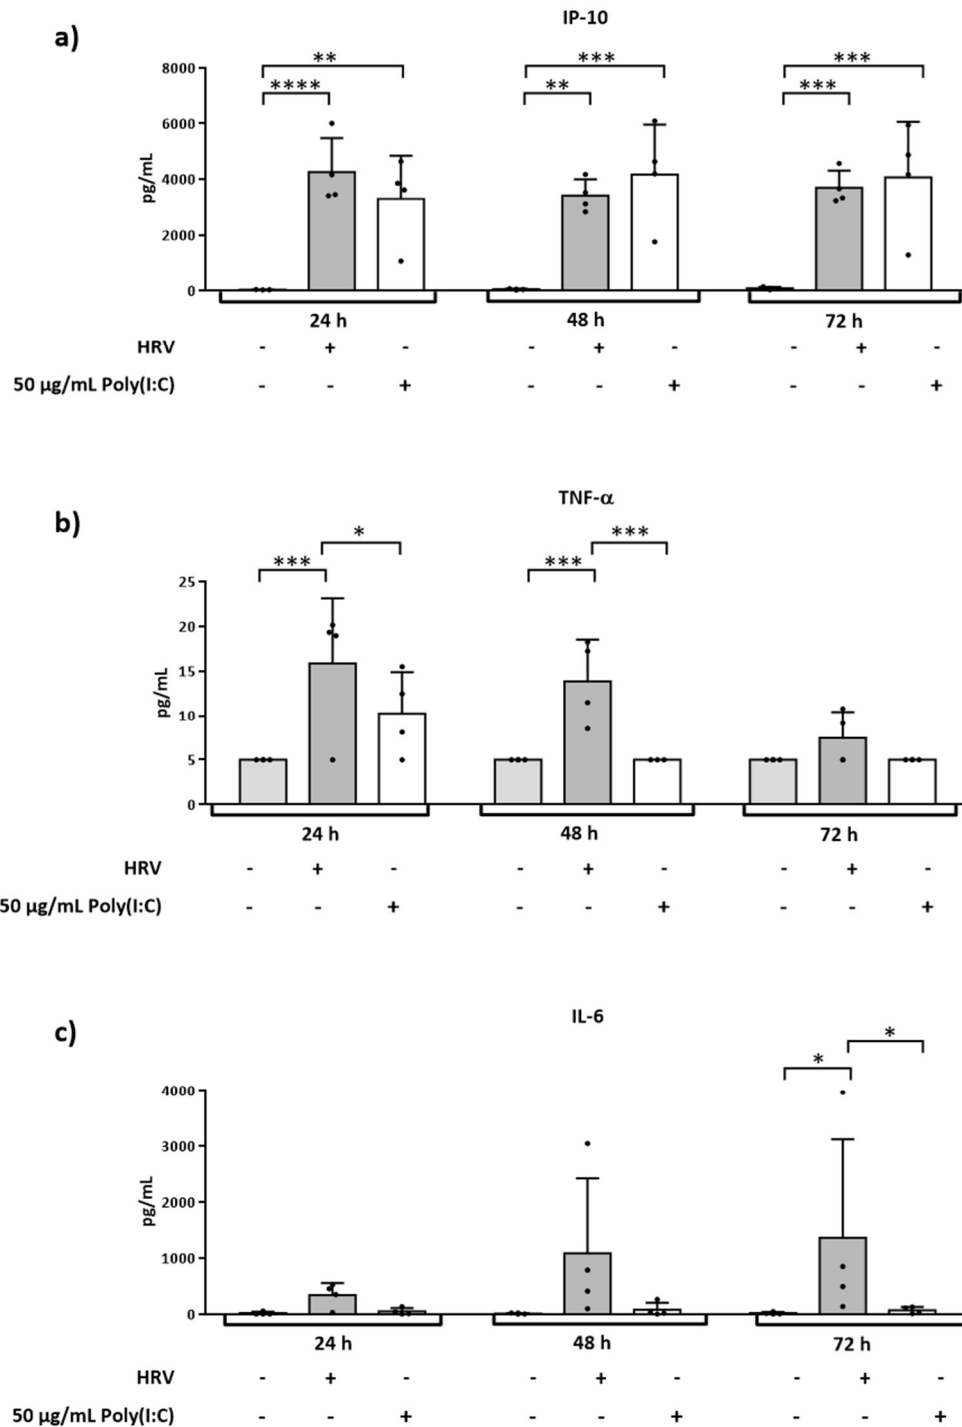 IP-10
a)
** *** ***
**** ** ***
8000
6000
4000
2000
0
pg/mL
24 h 48 h 72 h
HRV - + - - + - - + -
50 µg/mL Poly(I:C) - - + - - + - - +
TNF-α
b)
* ***
*** ***
25
20
15
10
5
0
pg/mL
24 h 48 h 72 h
HRV - + - - + - - + -
50 µg/mL Poly(I:C) - - + - - + - - +
IL-6
c)
*
*
4000
3000
2000
1000
0
pg/mL
24 h 48 h 72 h
HRV - + - - + - - + -
50 µg/mL Poly(I:C) - - + - - + - - +